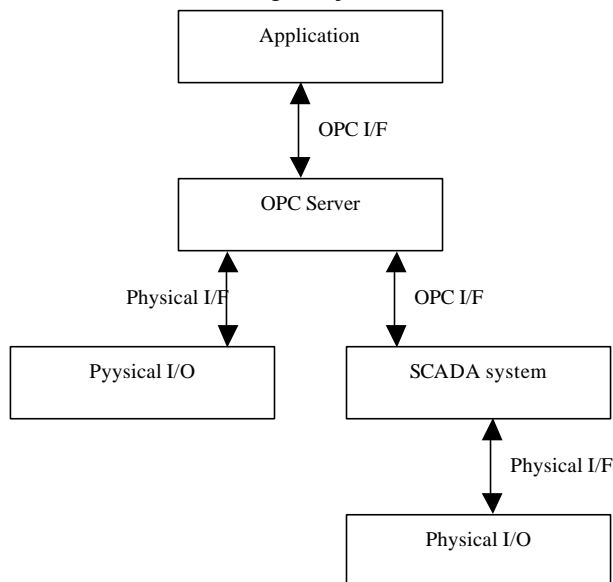 Application
OPC I/F
OPC Server
Physical I/F
OPC I/F
Pyysical I/O
SCADA system
Physical I/F
Physical I/O